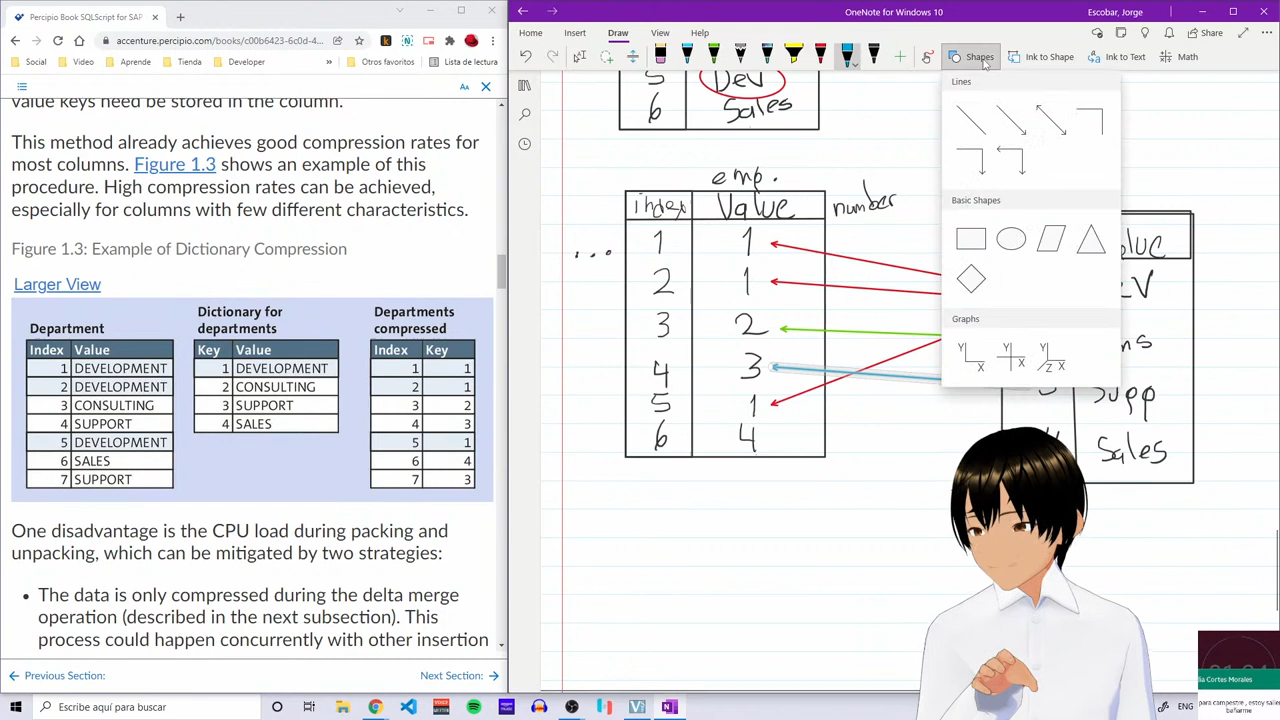 Percipio Book SQLScript for SAP
accenture.percipio.com/books/c00b6423-6c0d-4...
Social
Video
Aprende
Tienda
Developer
Otros favoritos
Lista de lectura
value keys need be stored in the column.
This method already achieves good compression rates for
most columns. Figure 1.3 shows an example of this
procedure. High compression rates can be achieved,
especially for columns with few different characteristics.
Figure 1.3: Example of Dictionary Compression
Larger View
Department
Index Value
1 DEVELOPMENT
2 DEVELOPMENT
3 CONSULTING
4 SUPPORT
5 DEVELOPMENT
6 SALES
7 SUPPORT
Dictionary for
departments
Key Value
1 DEVELOPMENT
2 CONSULTING
3 SUPPORT
4 SALES
Departments
compressed
Index Key
1 1
2 1
3 2
4 3
5 1
6 4
7 3
One disadvantage is the CPU load during packing and
unpacking, which can be mitigated by two strategies:
• The data is only compressed during the delta merge
operation (described in the next subsection). This
process could happen concurrently with other insertion
Previous Section:
Next Section:
OneNote for Windows 10
Escobar, Jorge
Home Insert Draw View Help
Share
Shapes
Ink to Shape
Ink to Text
Math
Lines
Basic Shapes
Graphs
Y X
Y X
Y Z X
5 Dev
6 Sales
emp.
index Value
number
...
1 1
2 1
3 2
4 3
5 1
6 4
Supp
Sales
lia Cortes Morales
para campestre , estoy salie
bañarme
Escribe aquí para buscar
ENG